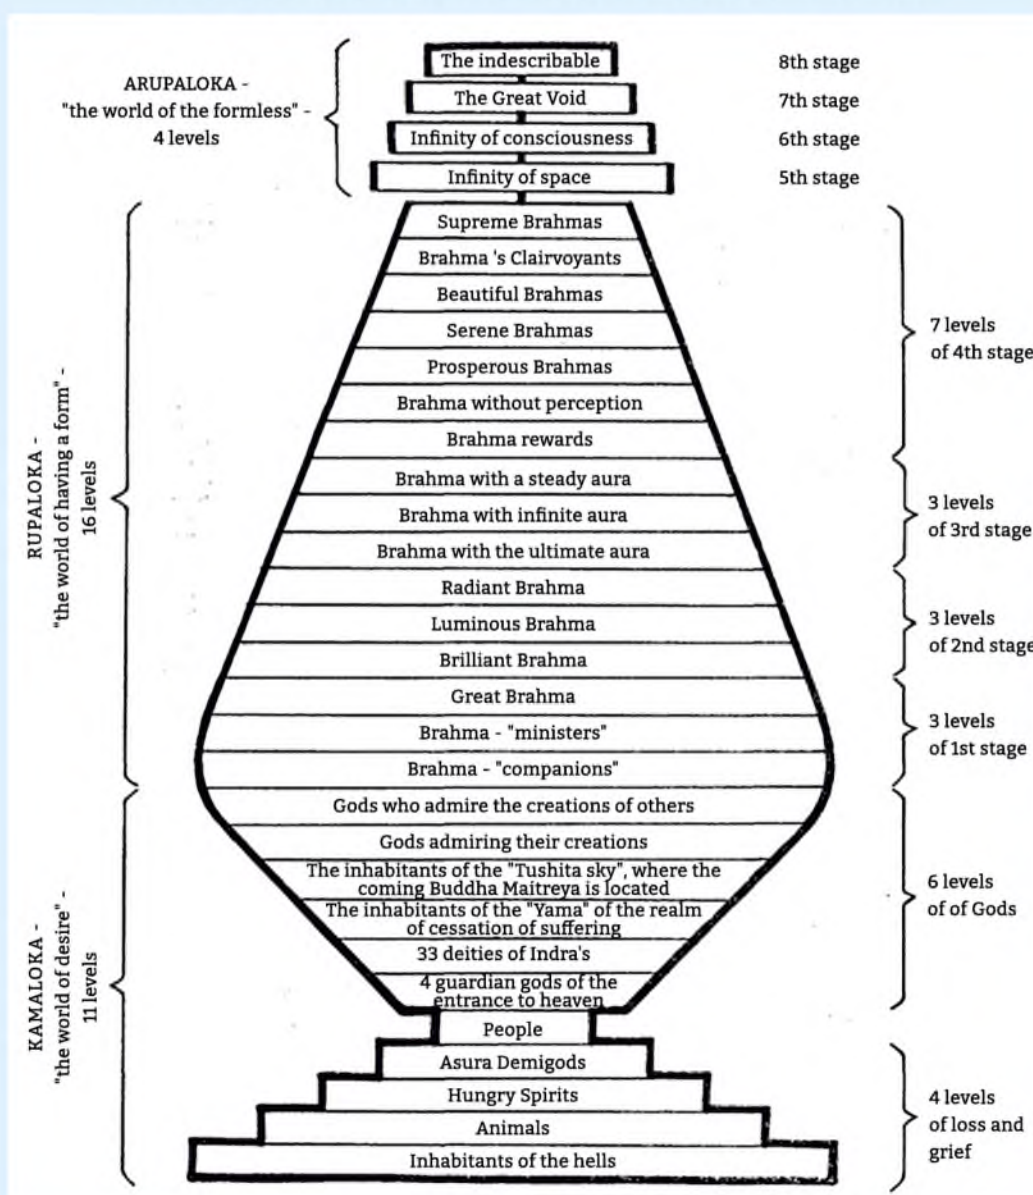 ARUPALOKA -
"the world of the formless" -
4 levels
The indescribable
8th stage
The Great Void
7th stage
Infinity of consciousness
6th stage
Infinity of space
5th stage
RUPALOKA -
"the world of having a form" -
16 levels
Supreme Brahmas
Brahma 's Clairvoyants
Beautiful Brahmas
Serene Brahmas
Prosperous Brahmas
Brahma without perception
Brahma rewards
7 levels
of 4th stage
Brahma with a steady aura
Brahma with infinite aura
Brahma with the ultimate aura
3 levels
of 3rd stage
Radiant Brahma
Luminous Brahma
Brilliant Brahma
3 levels
of 2nd stage
Great Brahma
Brahma - "ministers"
Brahma - "companions"
3 levels
of 1st stage
KAMALOKA -
"the world of desire" -
11 levels
Gods who admire the creations of others
Gods admiring their creations
The inhabitants of the "Tushita sky", where the
coming Buddha Maitreya is located
The inhabitants of the "Yama" of the realm
of cessation of suffering
33 deities of Indra's
4 guardian gods of the
entrance to heaven
6 levels
of of Gods
People
Asura Demigods
Hungry Spirits
Animals
Inhabitants of the hells
4 levels
of loss and
grief